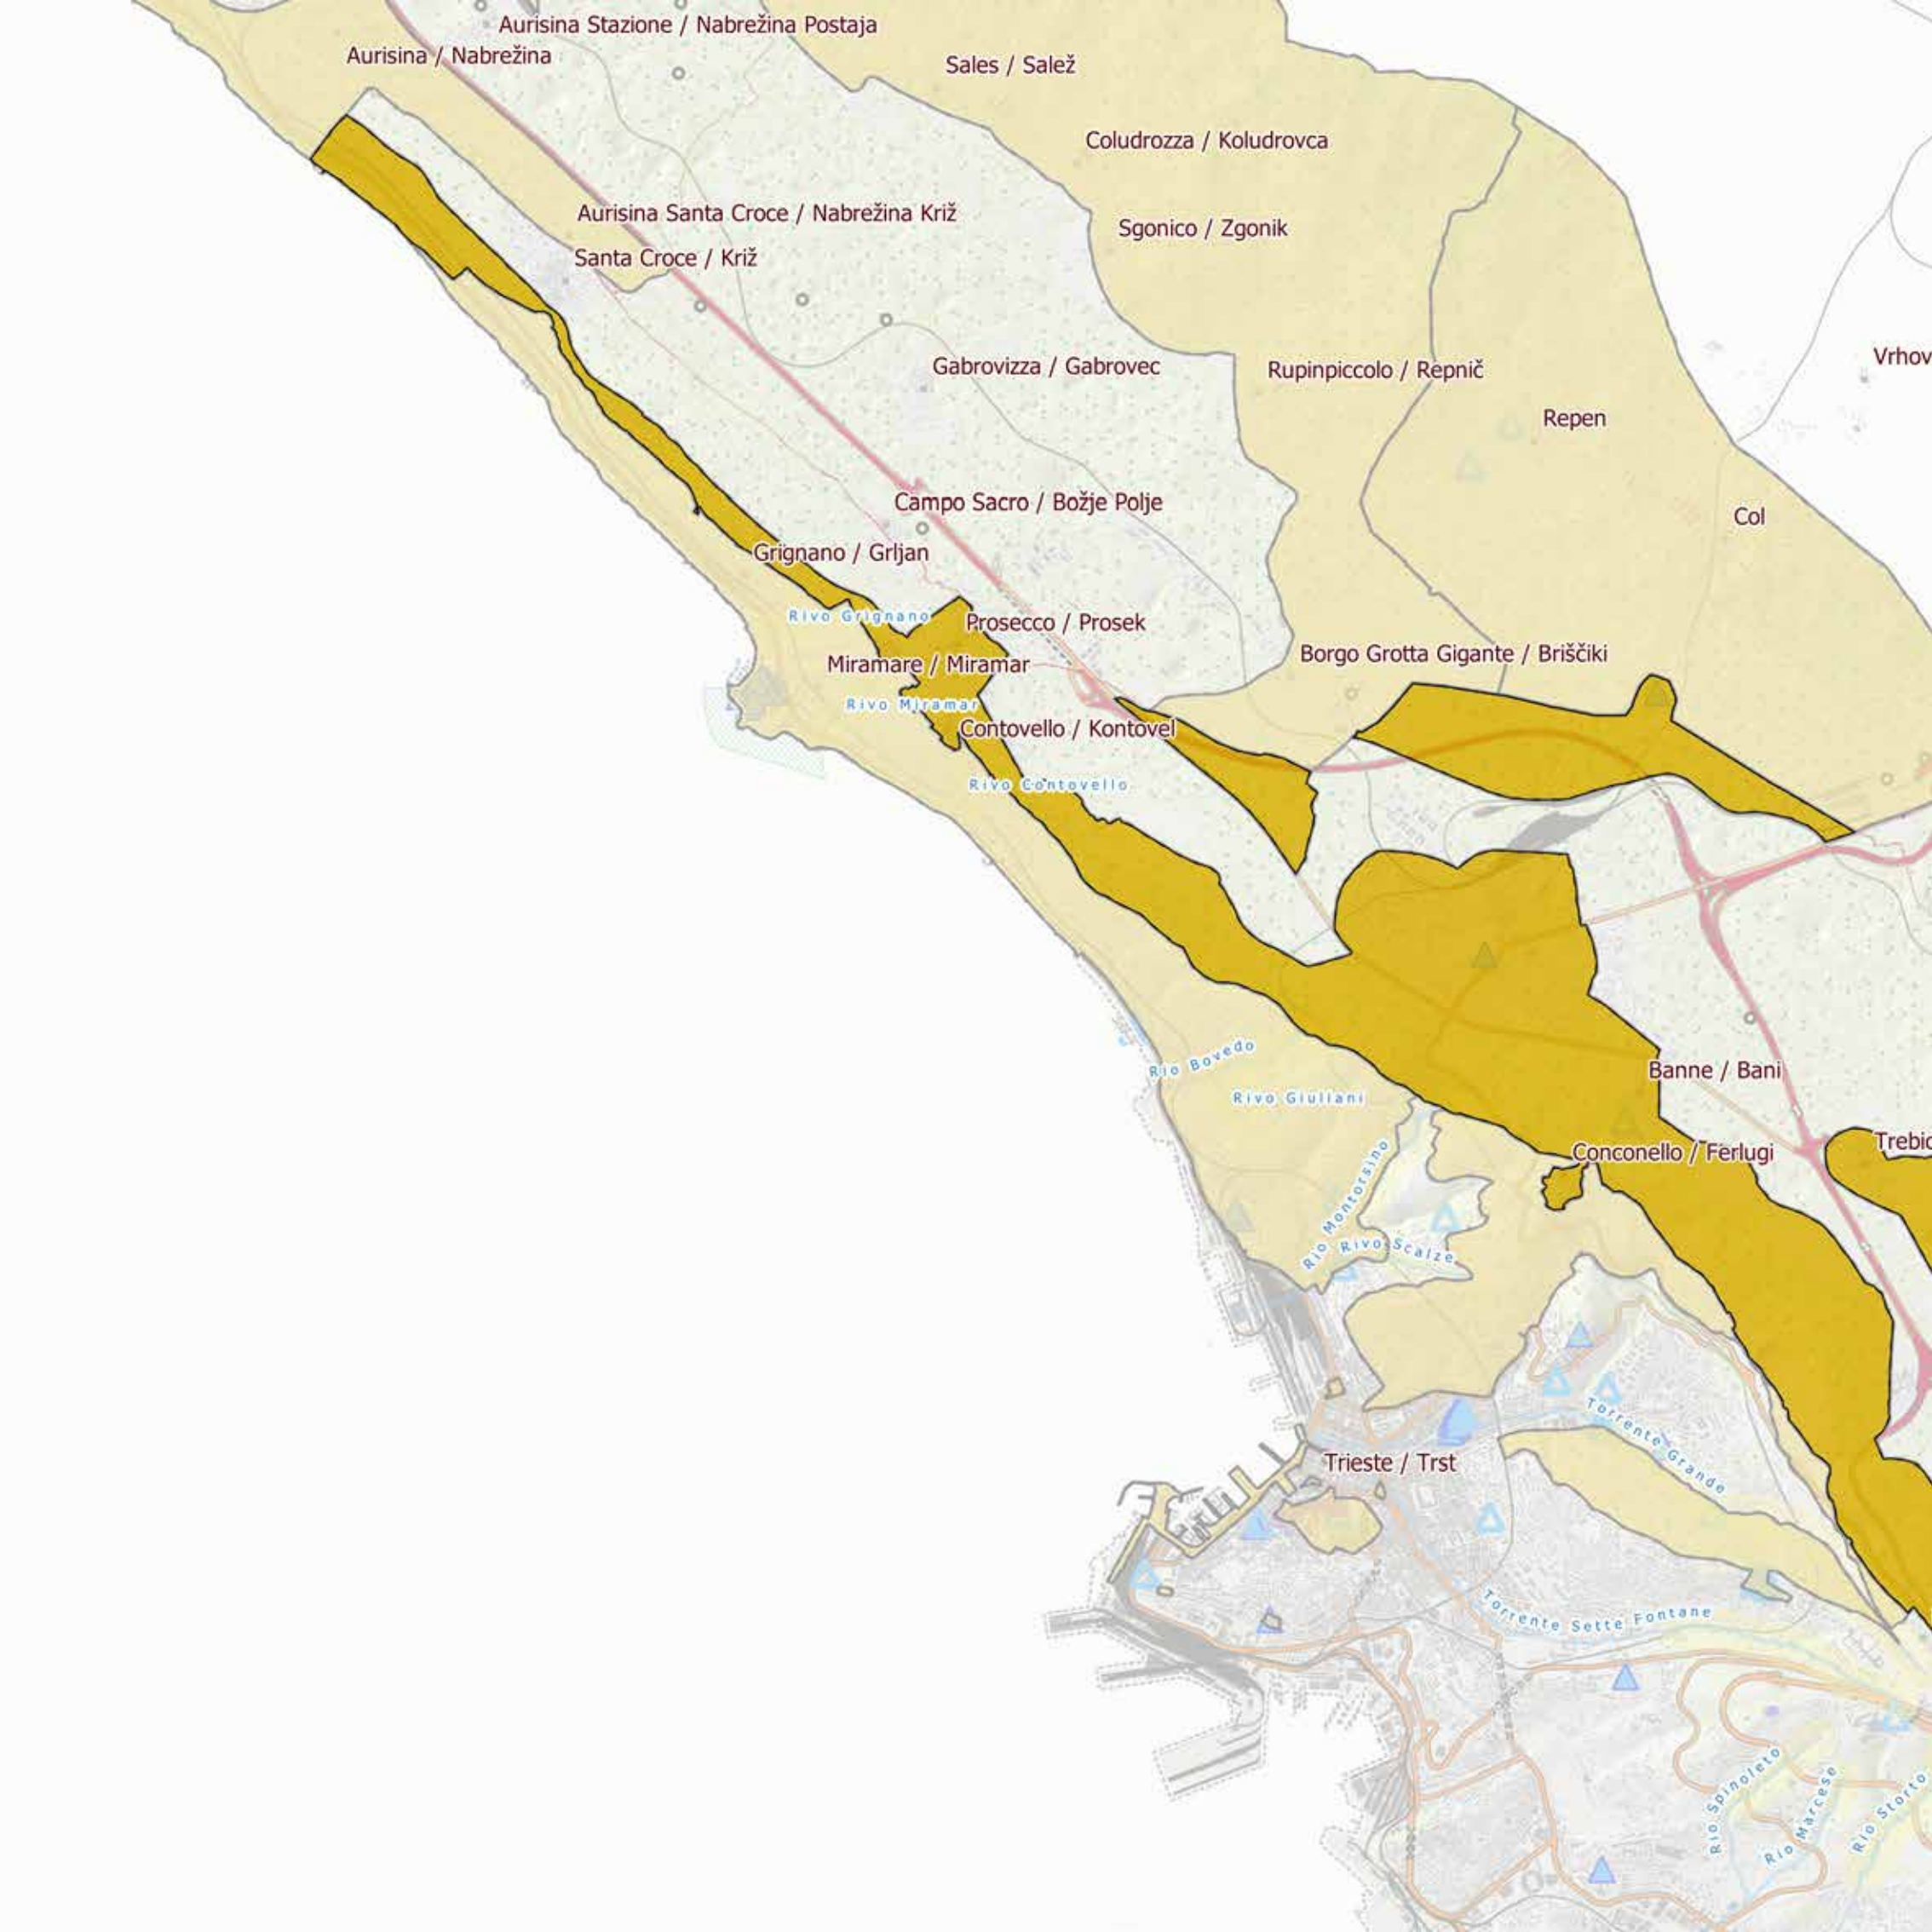 Aurisina Stazione / Nabrežina Postaja
Aurisina / Nabrežina
Sales / Salež
Coludrozza / Koludrovca
Aurisina Santa Croce / Nabrežina Križ
Sgonico / Zgonik
Santa Croce / Križ
Vrhov
Gabrovizza / Gabrovec
Rupinpiccolo / Repnič
Repen
Campo Sacro / Božje Polje
Col
Grignano / Grljan
Rivo Grignano
Prosecco / Prosek
Borgo Grotta Gigante / Briščiki
Miramare / Miramar
Rivo Miramar
Contovello / Kontovel
Rivo Contovello
Rio Bovedo
Banne / Bani
Rivo Giuliani
Trebic
Conconello / Ferlugi
Rio Montorsino
Rivo Scalze
Torrente Grande
Trieste / Trst
Torrente Sette Fontane
Rio Spinoleto
Rio Marcese
Rio Storto